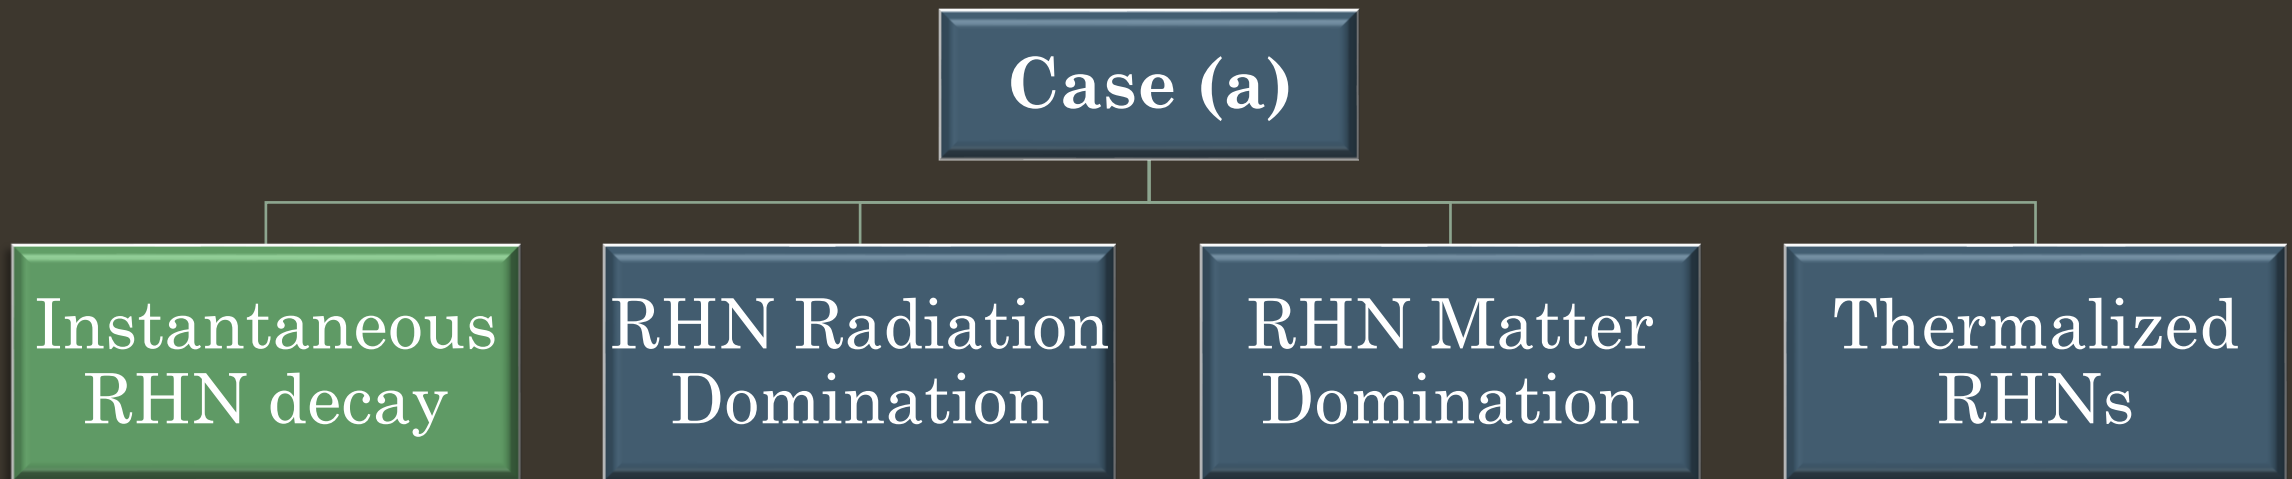 Case (a)
Instantaneous
RHN decay
RHN Radiation
Domination
RHN Matter
Domination
Thermalized
RHNs